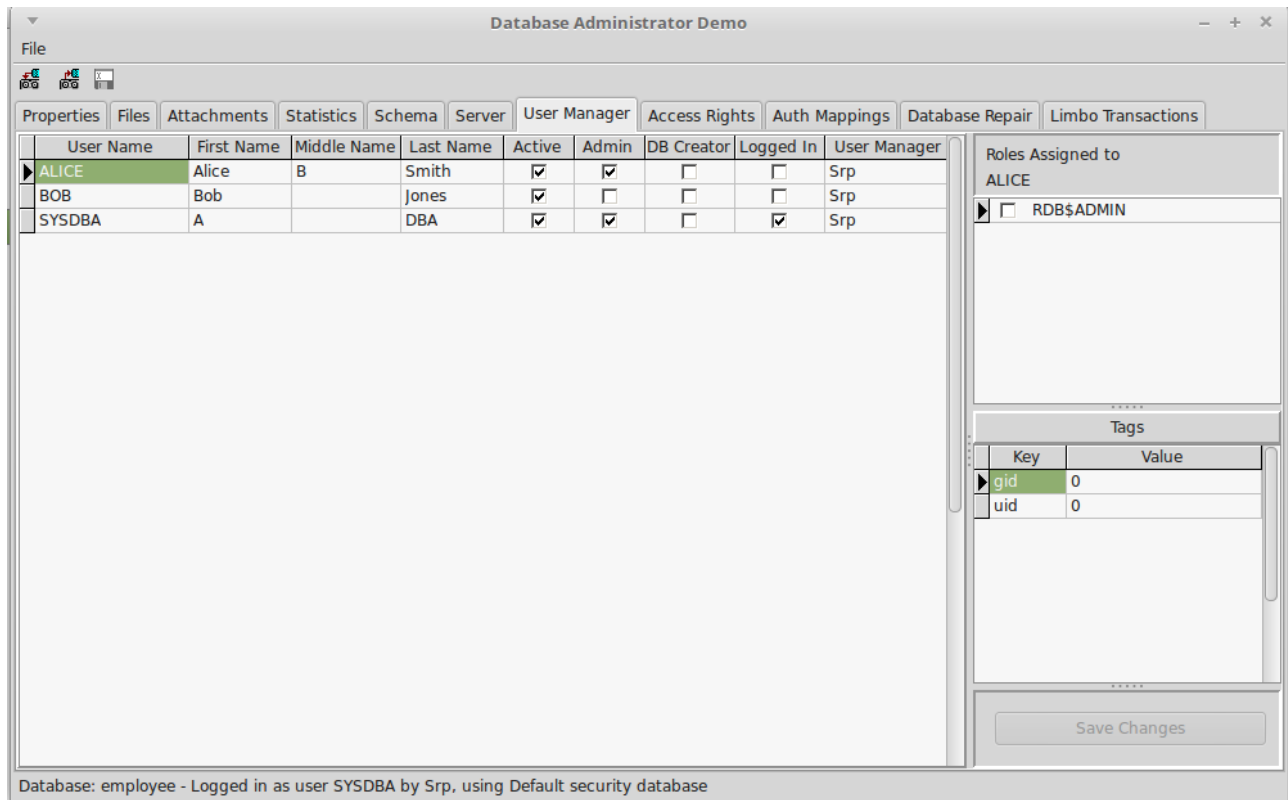 Database Administrator Demo
File
Properties Files Attachments Statistics Schema Server User Manager Access Rights Auth Mappings Database Repair Limbo Transactions
User Name First Name Middle Name Last Name Active Admin DB Creator Logged In User Manager
ALICE Alice B Smith Srp
BOB Bob Jones Srp
SYSDBA A DBA Srp
Roles Assigned to
ALICE
RDB$ADMIN
Tags
Key Value
gid 0
uid 0
Save Changes
Database: employee - Logged in as user SYSDBA by Srp, using Default security database